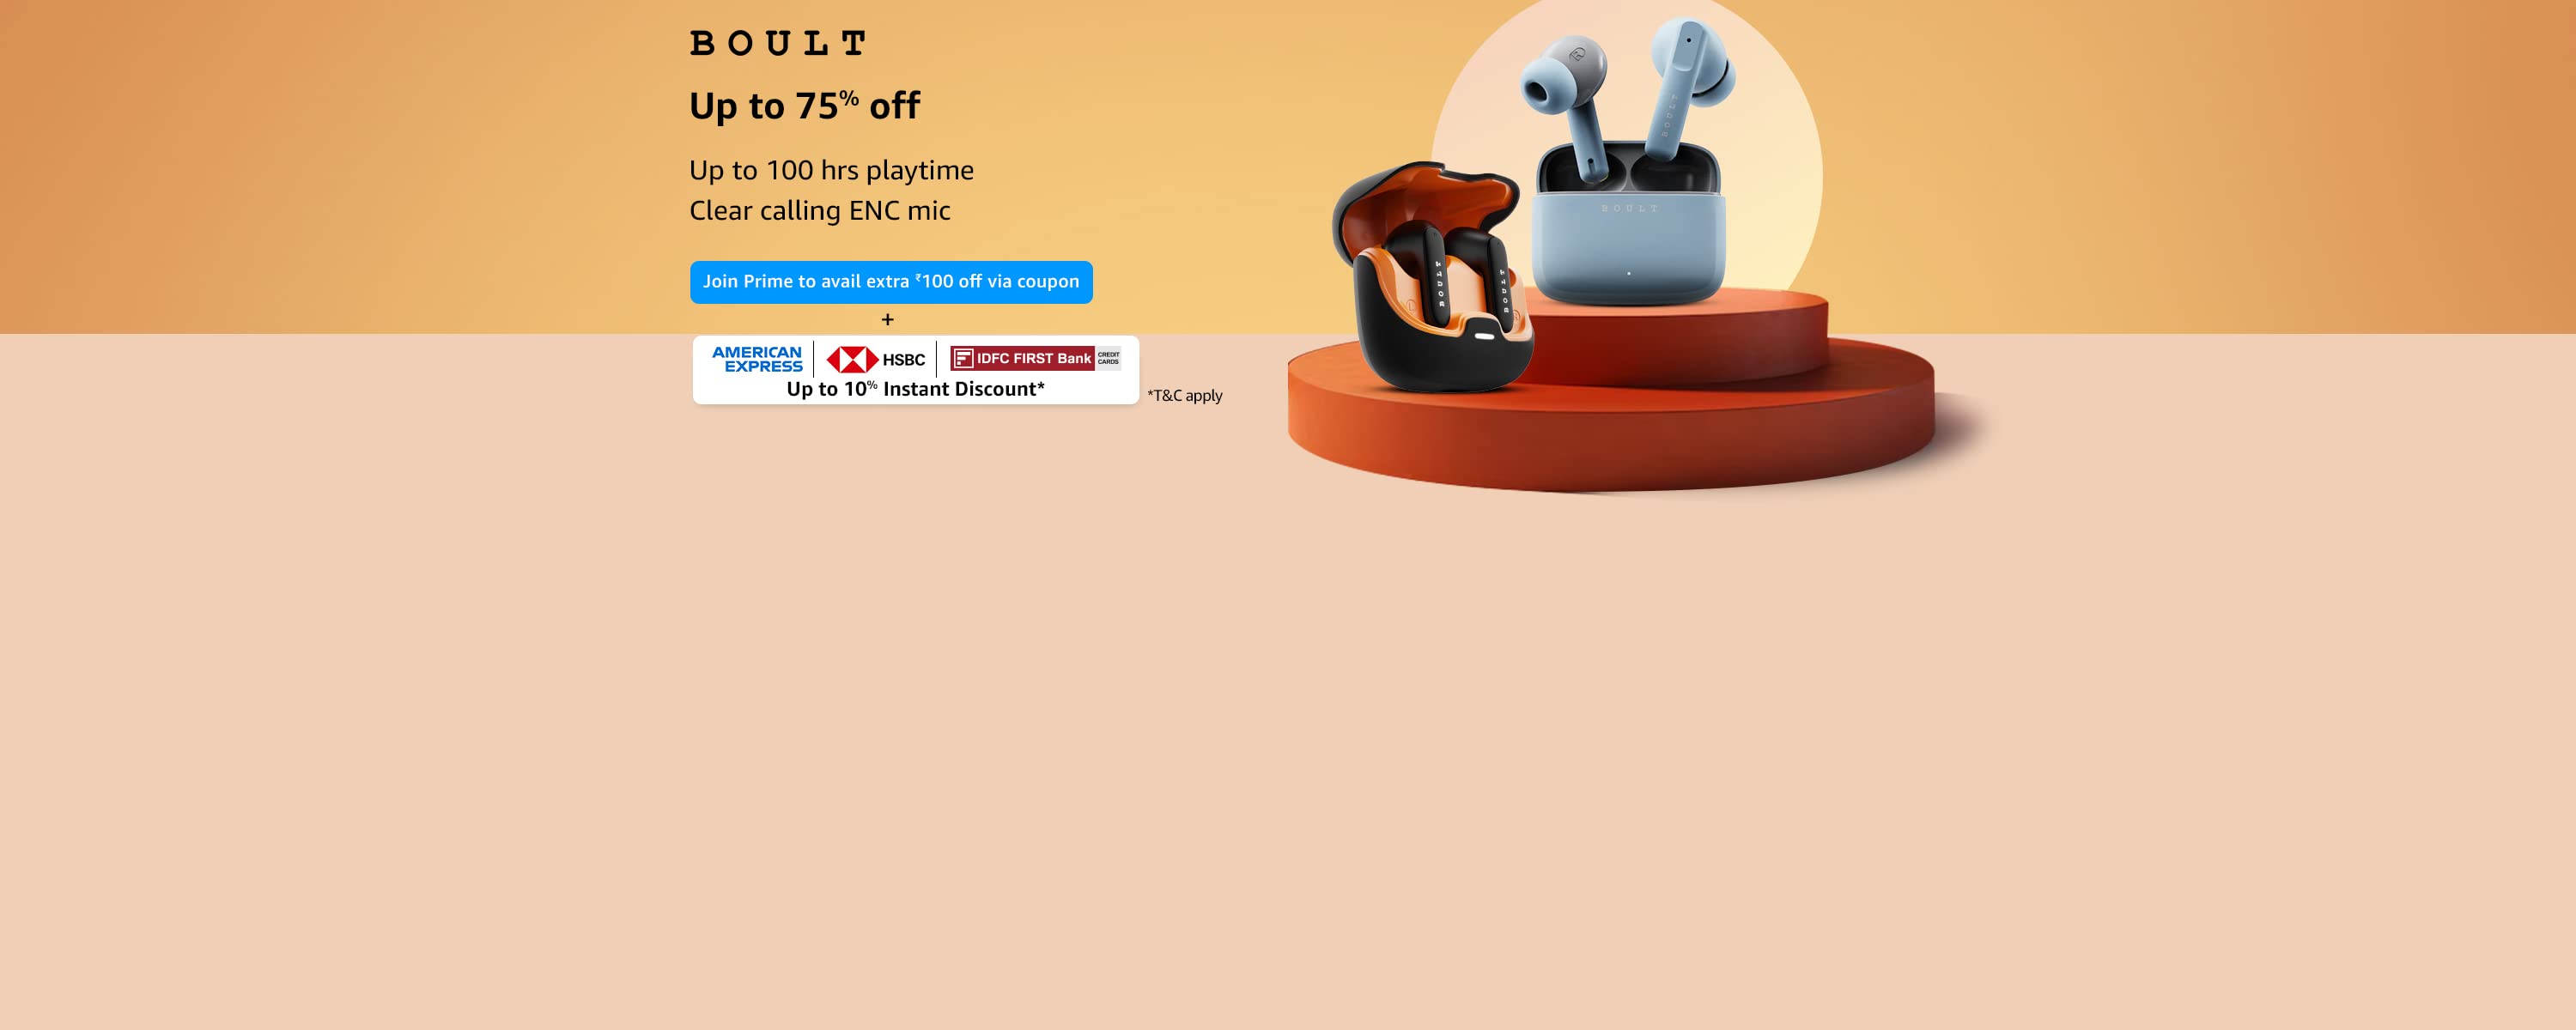 BOULT
Up to 75% off
Up to 100 hrs playtime
Clear calling ENC mic
Join Prime to avail extra ₹100 off via coupon
+
AMERICAN EXPRESS
HSBC
IDFC FIRST Bank
CREDIT CARDS
Up to 10% Instant Discount*
*T&C apply
BOULT
BOULT
BOULT
BOULT